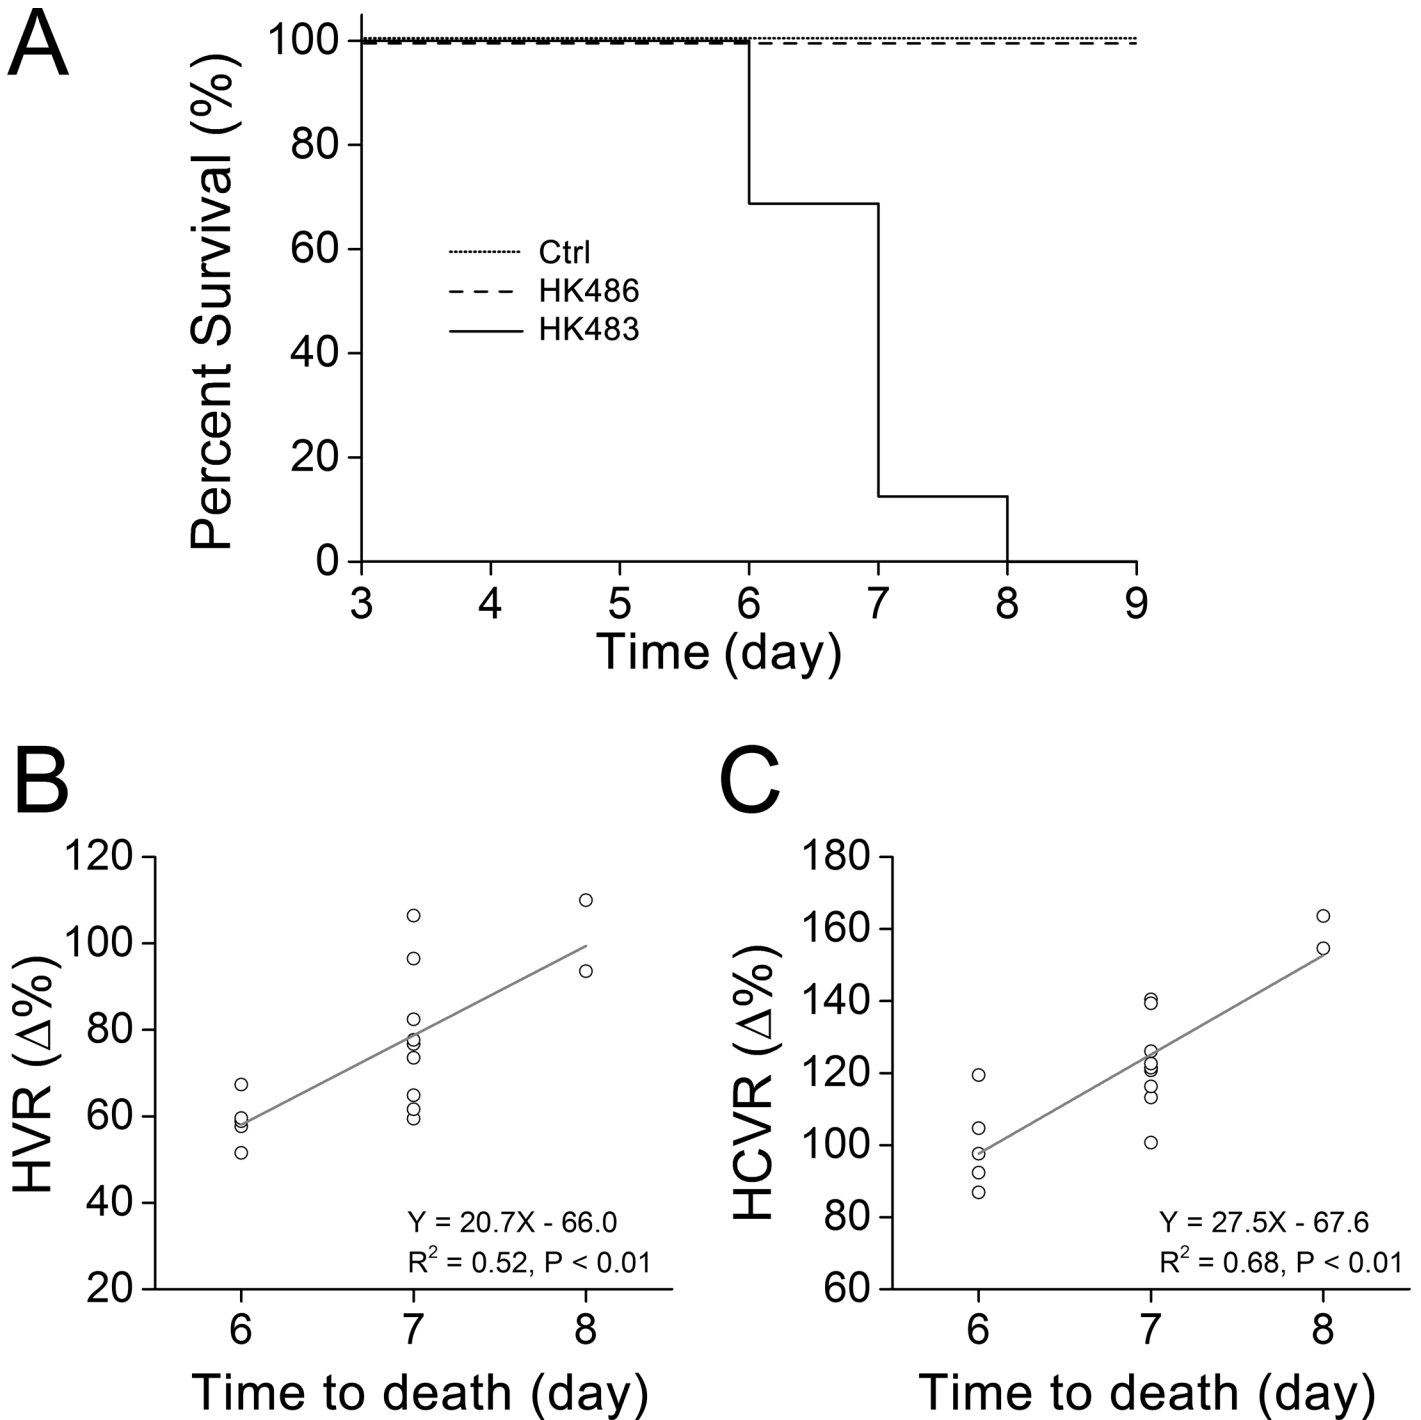 A
Percent Survival (%)
100
80
60
40
20
0
Ctrl
HK486
HK483
3 4 5 6 7 8 9
Time (day)
B
HVR (Δ%)
120
100
80
60
40
20
Y = 20.7X - 66.0
R² = 0.52, P < 0.01
6 7 8
Time to death (day)
C
HCVR (Δ%)
180
160
140
120
100
80
60
Y = 27.5X - 67.6
R² = 0.68, P < 0.01
6 7 8
Time to death (day)